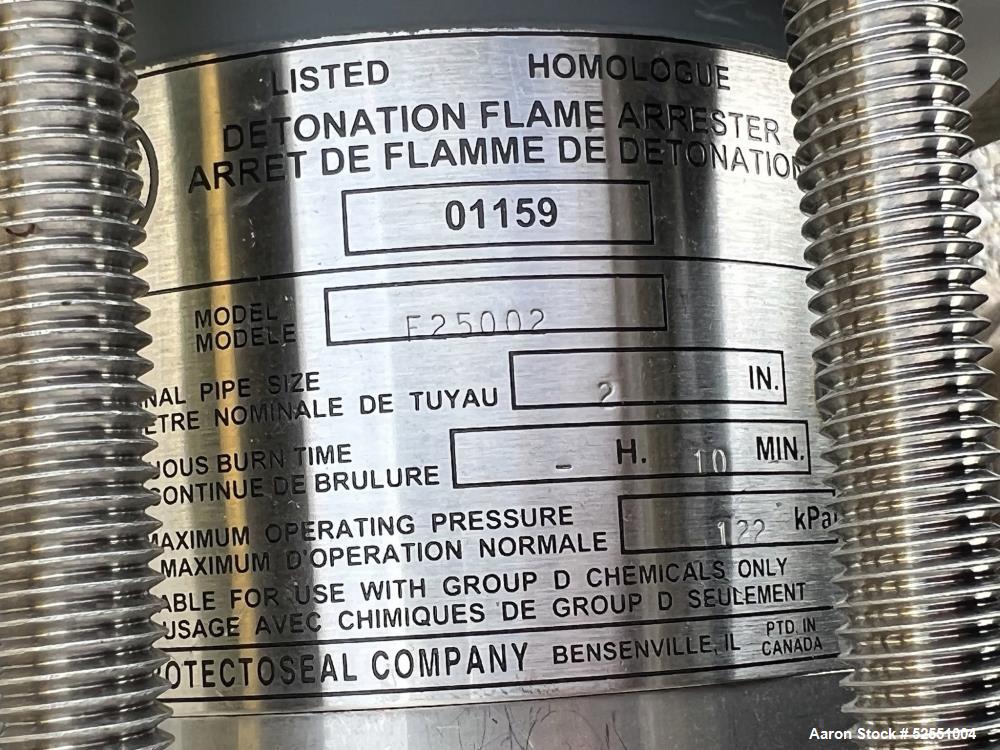 LISTED HOMOLOGUE
DETONATION FLAME ARRESTER
ARRET DE FLAMME DE DETONATION
01159
MODEL
MODELE F25002
NAL PIPE SIZE
ETRE NOMINALE DE TUYAU 2 IN.
UOUS BURN TIME
CONTINUE DE BRULURE - H. 10 MIN.
MAXIMUM OPERATING PRESSURE
MAXIMUM D'OPERATION NORMALE 122 kPa
ABLE FOR USE WITH GROUP D CHEMICALS ONLY
USAGE AVEC CHIMIQUES DE GROUP D SEULEMENT
OTECTOSEAL COMPANY BENSENVILLE, IL PTD. IN CANADA
Aaron Stock # 52551004